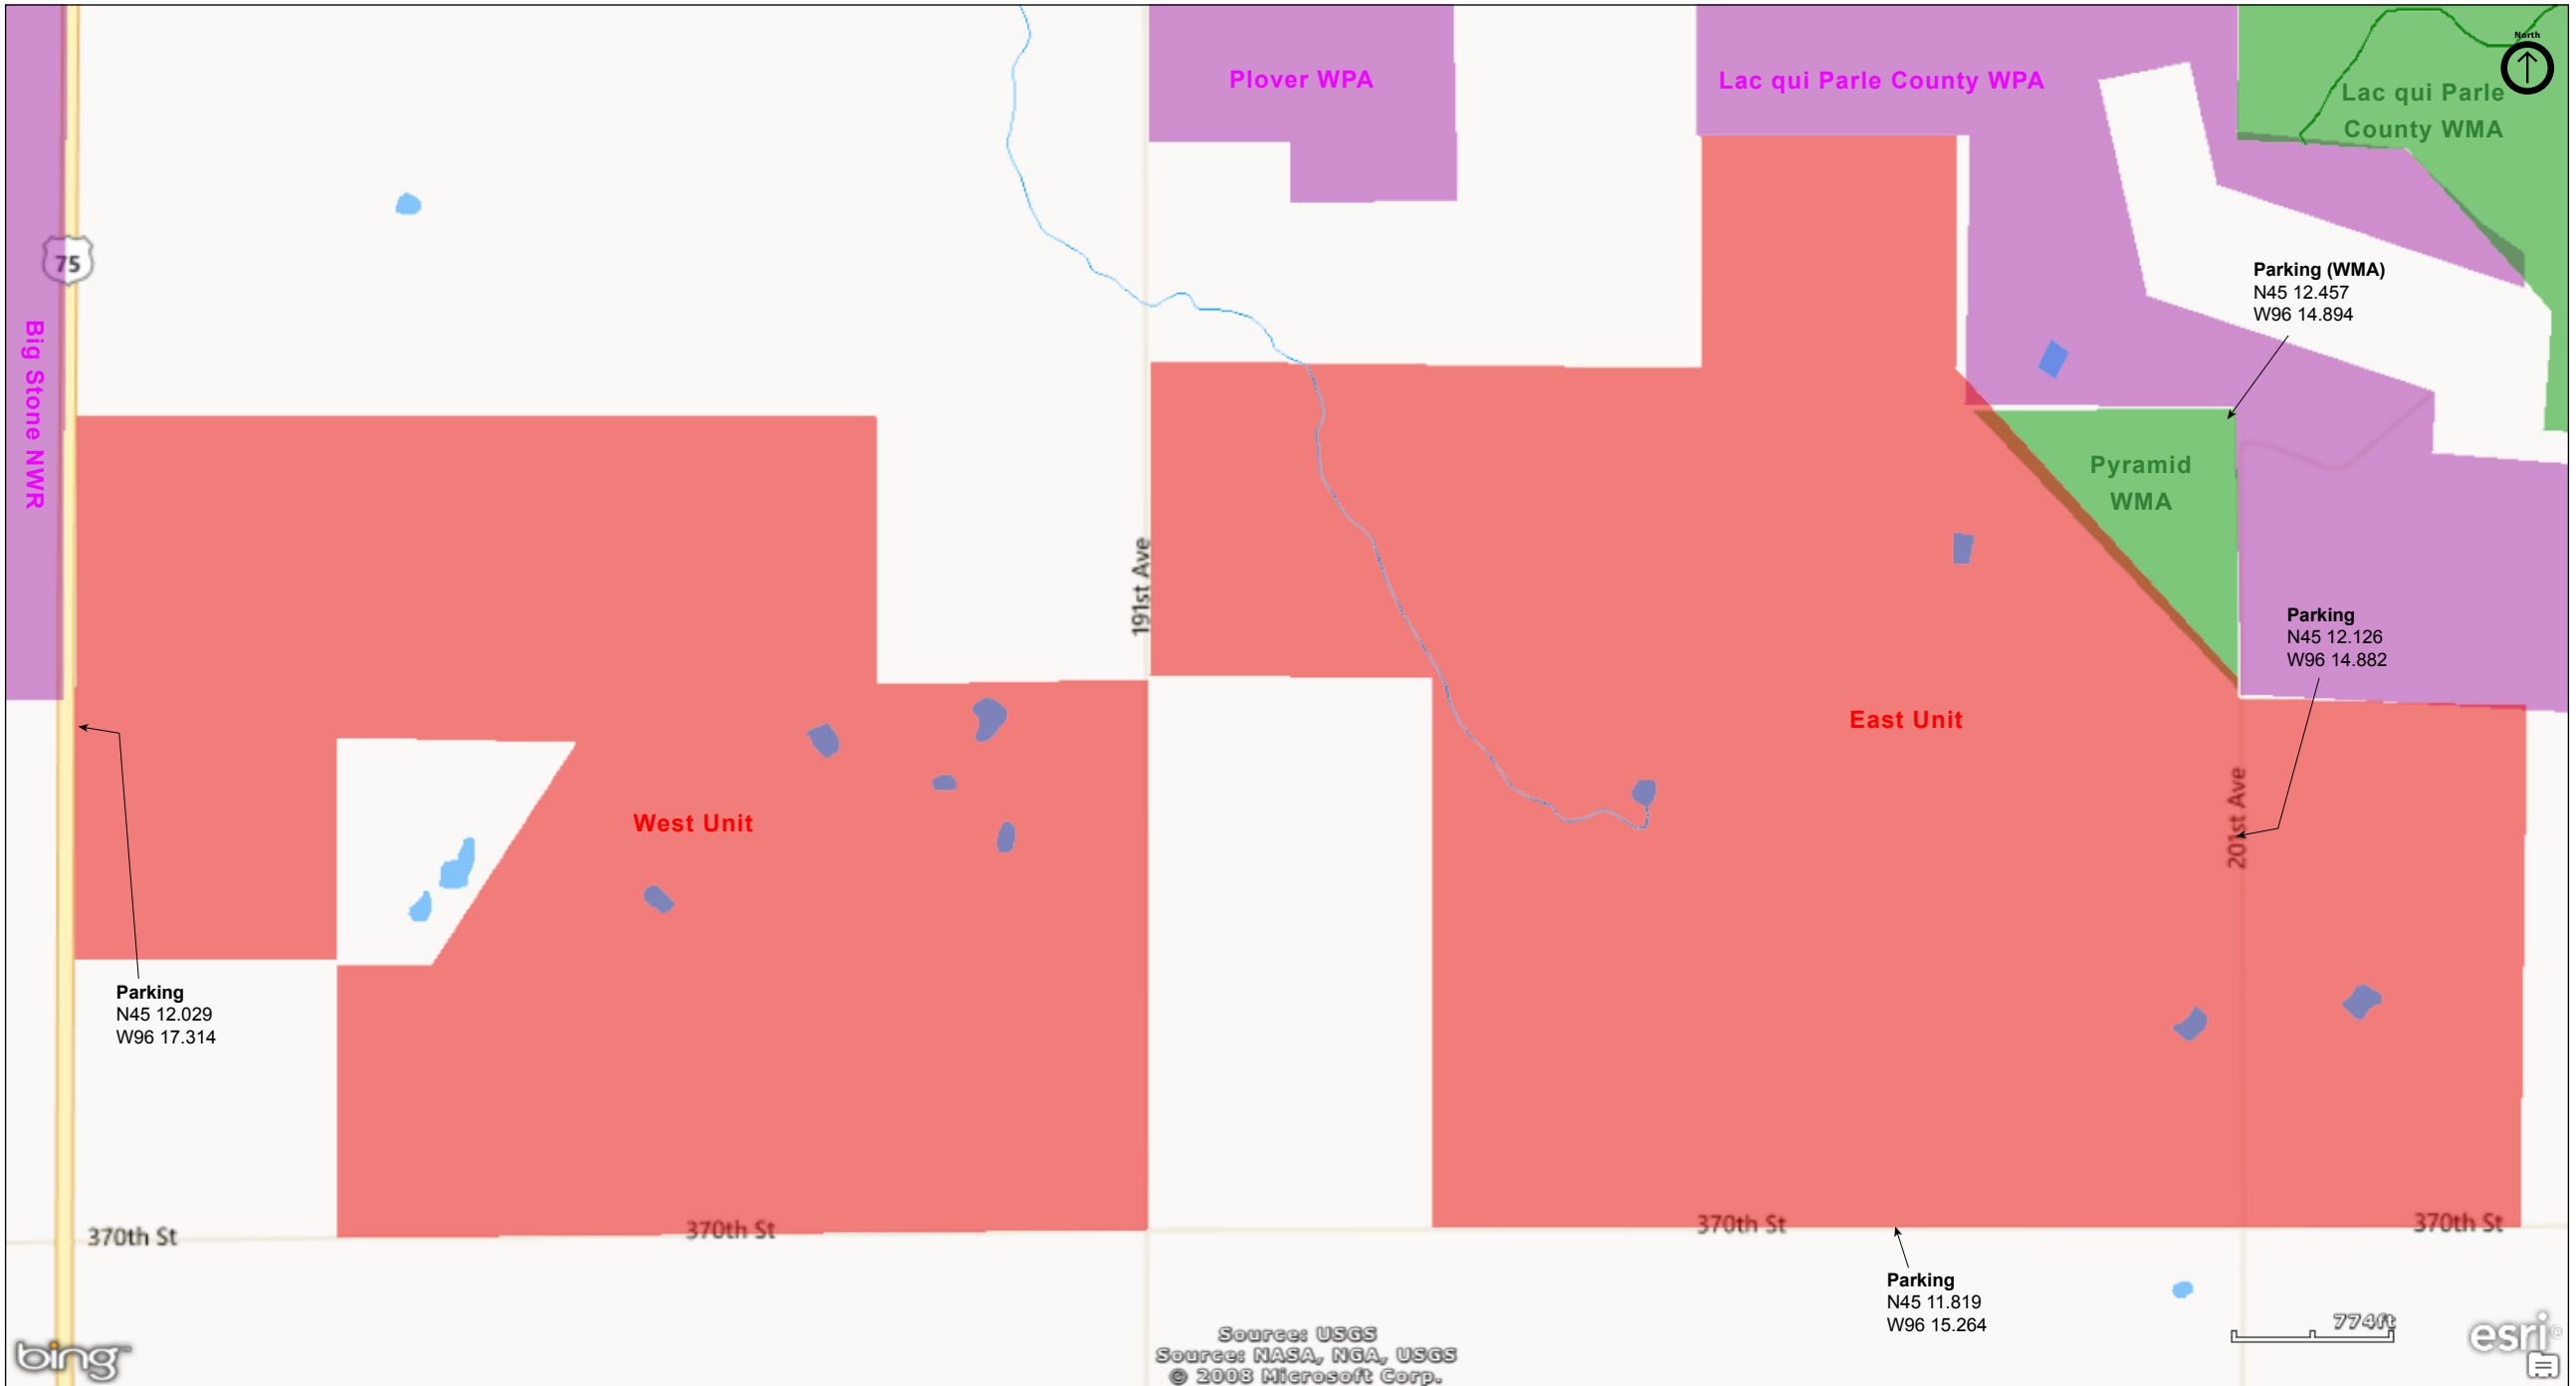 North
Plover WPA
Lac qui Parle County WPA
Lac qui Parle
County WMA
75
Big Stone NWR
Parking (WMA)
N45 12.457
W96 14.894
Pyramid
WMA
191st Ave
Parking
N45 12.126
W96 14.882
East Unit
West Unit
201st Ave
Parking
N45 12.029
W96 17.314
370th St
370th St
370th St
370th St
Parking
N45 11.819
W96 15.264
774ft
Source: USGS
Source: NASA, NGA, USGS
© 2008 Microsoft Corp.
bing™
esri®